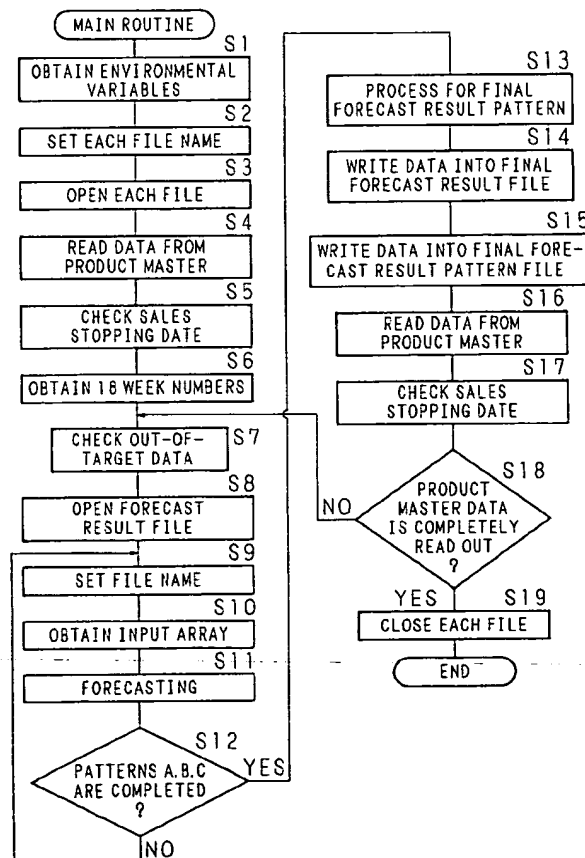 MAIN ROUTINE
S1
OBTAIN ENVIRONMENTAL
VARIABLES
S2
SET EACH FILE NAME
S3
OPEN EACH FILE
S4
READ DATA FROM
PRODUCT MASTER
S5
CHECK SALES
STOPPING DATE
S6
OBTAIN 18 WEEK NUMBERS
S7
CHECK OUT-OF-
TARGET DATA
S8
OPEN FORECAST
RESULT FILE
S9
SET FILE NAME
S10
OBTAIN INPUT ARRAY
S11
FORECASTING
S12
PATTERNS A.B.C
ARE COMPLETED
?
YES
NO
S13
PROCESS FOR FINAL
FORECAST RESULT PATTERN
S14
WRITE DATA INTO FINAL
FORECAST RESULT FILE
S15
WRITE DATA INTO FINAL FORE-
CAST RESULT PATTERN FILE
S16
READ DATA FROM
PRODUCT MASTER
S17
CHECK SALES
STOPPING DATE
S18
PRODUCT
MASTER DATA
IS COMPLETELY
READ OUT
?
NO
YES
S19
CLOSE EACH FILE
END